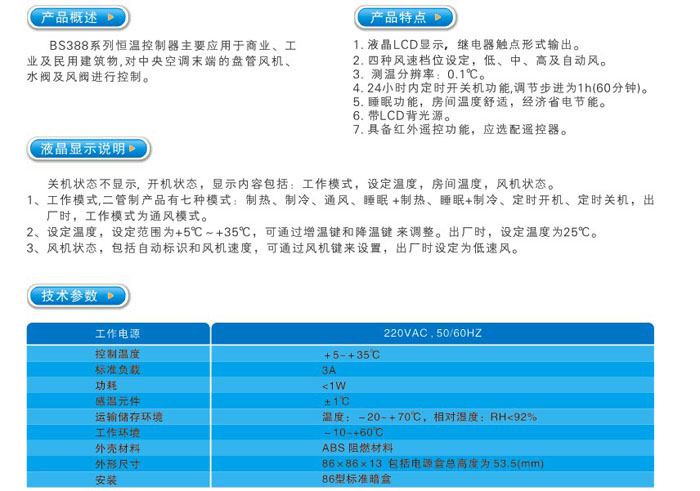 产品概述
BS388系列恒温控制器主要应用于商业、工
业及民用建筑物,对中央空调末端的盘管风机、
水阀及风阀进行控制。
产品特点
1. 液晶LCD显示，继电器触点形式输出。
2. 四种风速档位设定，低、中、高及自动风。
3. 测温分辨率：0.1℃。
4. 24小时内定时开关机功能,调节步进为1h(60分钟)。
5. 睡眠功能，房间温度舒适，经济省电节能。
6. 带LCD背光源。
7. 具备红外遥控功能，应选配遥控器。
液晶显示说明
关机状态不显示, 开机状态，显示内容包括：工作模式，设定温度，房间温度，风机状态。
1、工作模式,二管制产品有七种模式：制热、制冷、通风、睡眠 +制热、睡眠+制冷、定时开机、定时关机，出
厂时，工作模式为通风模式。
2、设定温度，设定范围为+5℃～+35℃，可通过增温键和降温键 来调整。出厂时，设定温度为25℃。
3、风机状态，包括自动标识和风机速度，可通过风机键来设置，出厂时设定为低速风。
技术参数
工作电源 220VAC , 50/60HZ
控制温度 +5~+35℃
标准负载 3A
功耗 <1W
感温元件 ±1℃
运输储存环境 温度：-20~+70℃，相对湿度：RH<92%
工作环境 -10~+60℃
外壳材料 ABS 阻燃材料
外形尺寸 86×86×13 包括电源盒总高度为 53.5(mm)
安装 86型标准暗盒